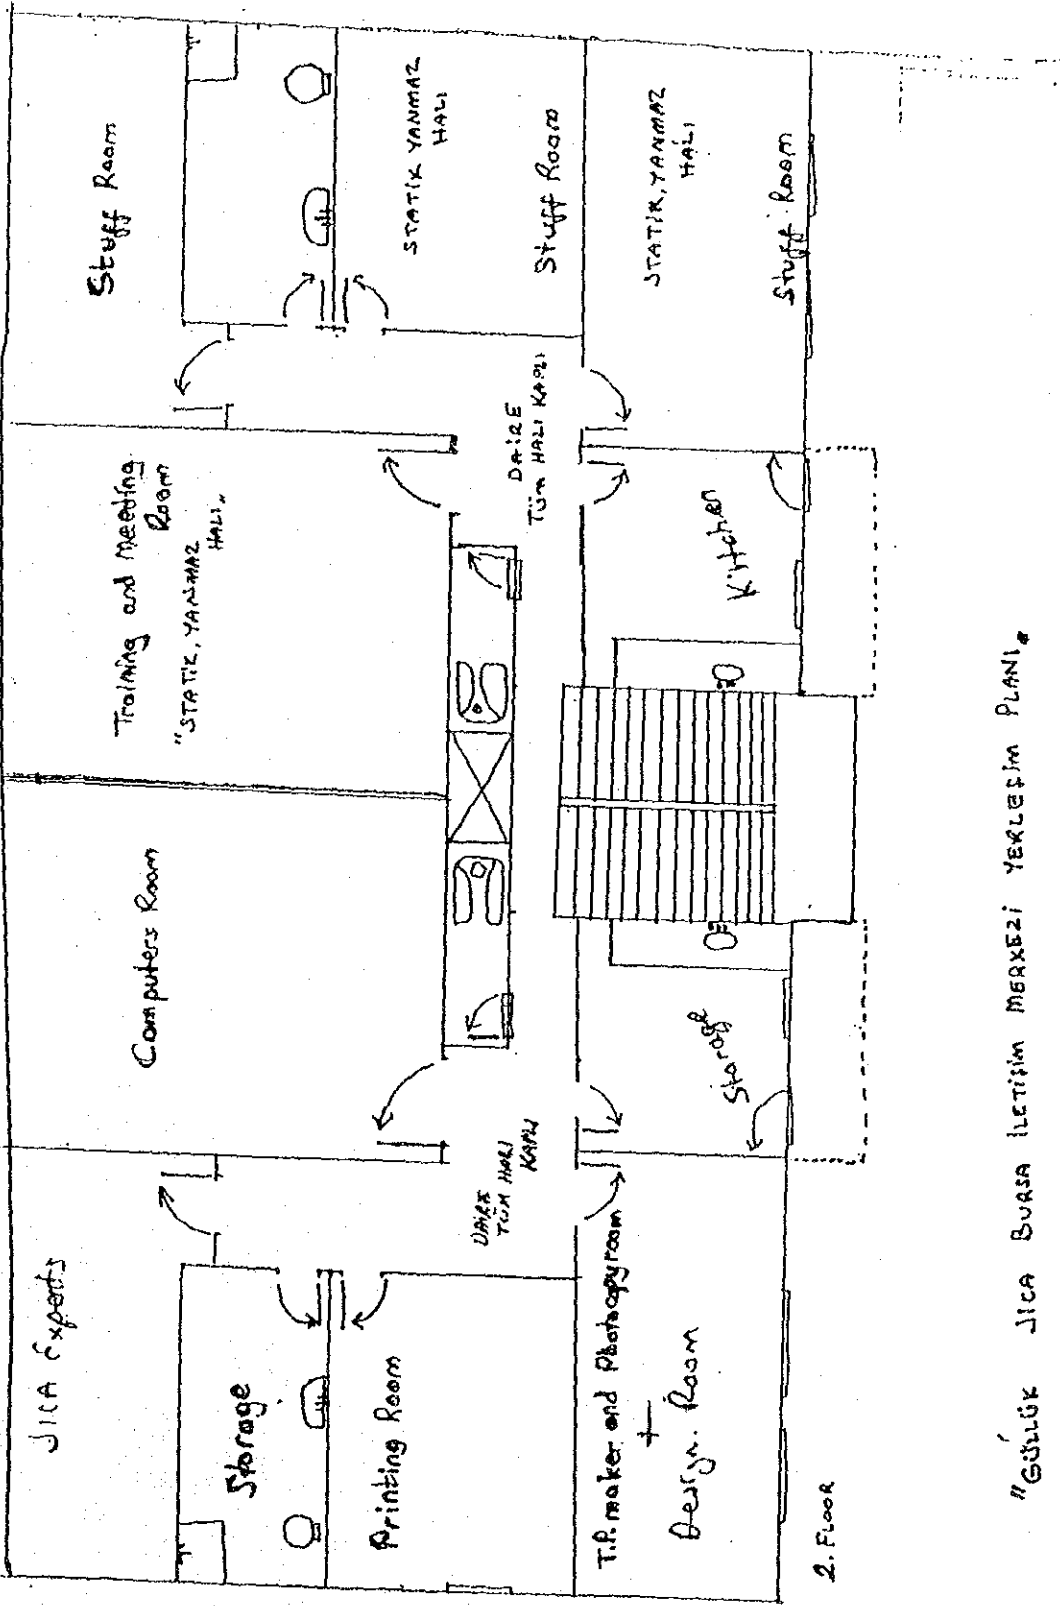 JICA Experts
Computers Room
Training and Meeting
Room
"STATİK, YANMAZ
HALI"
Stuff Room
Storage
Printing Room
DAİRE
TÜM HALI
KAPLI
DAİRE
TÜM HALI KAPLI
STATİK YANMAZ
HALI
Stuff Room
T.P. maker and Photocopy room
+
Design. Room
Storage
Kitchen
STATİK, YANMAZ
HALI
Stuff Room
2. FLOOR
"GÜLLÜK JICA BURSA İLETİŞİM MERKEZİ YERLEŞİM PLANI"